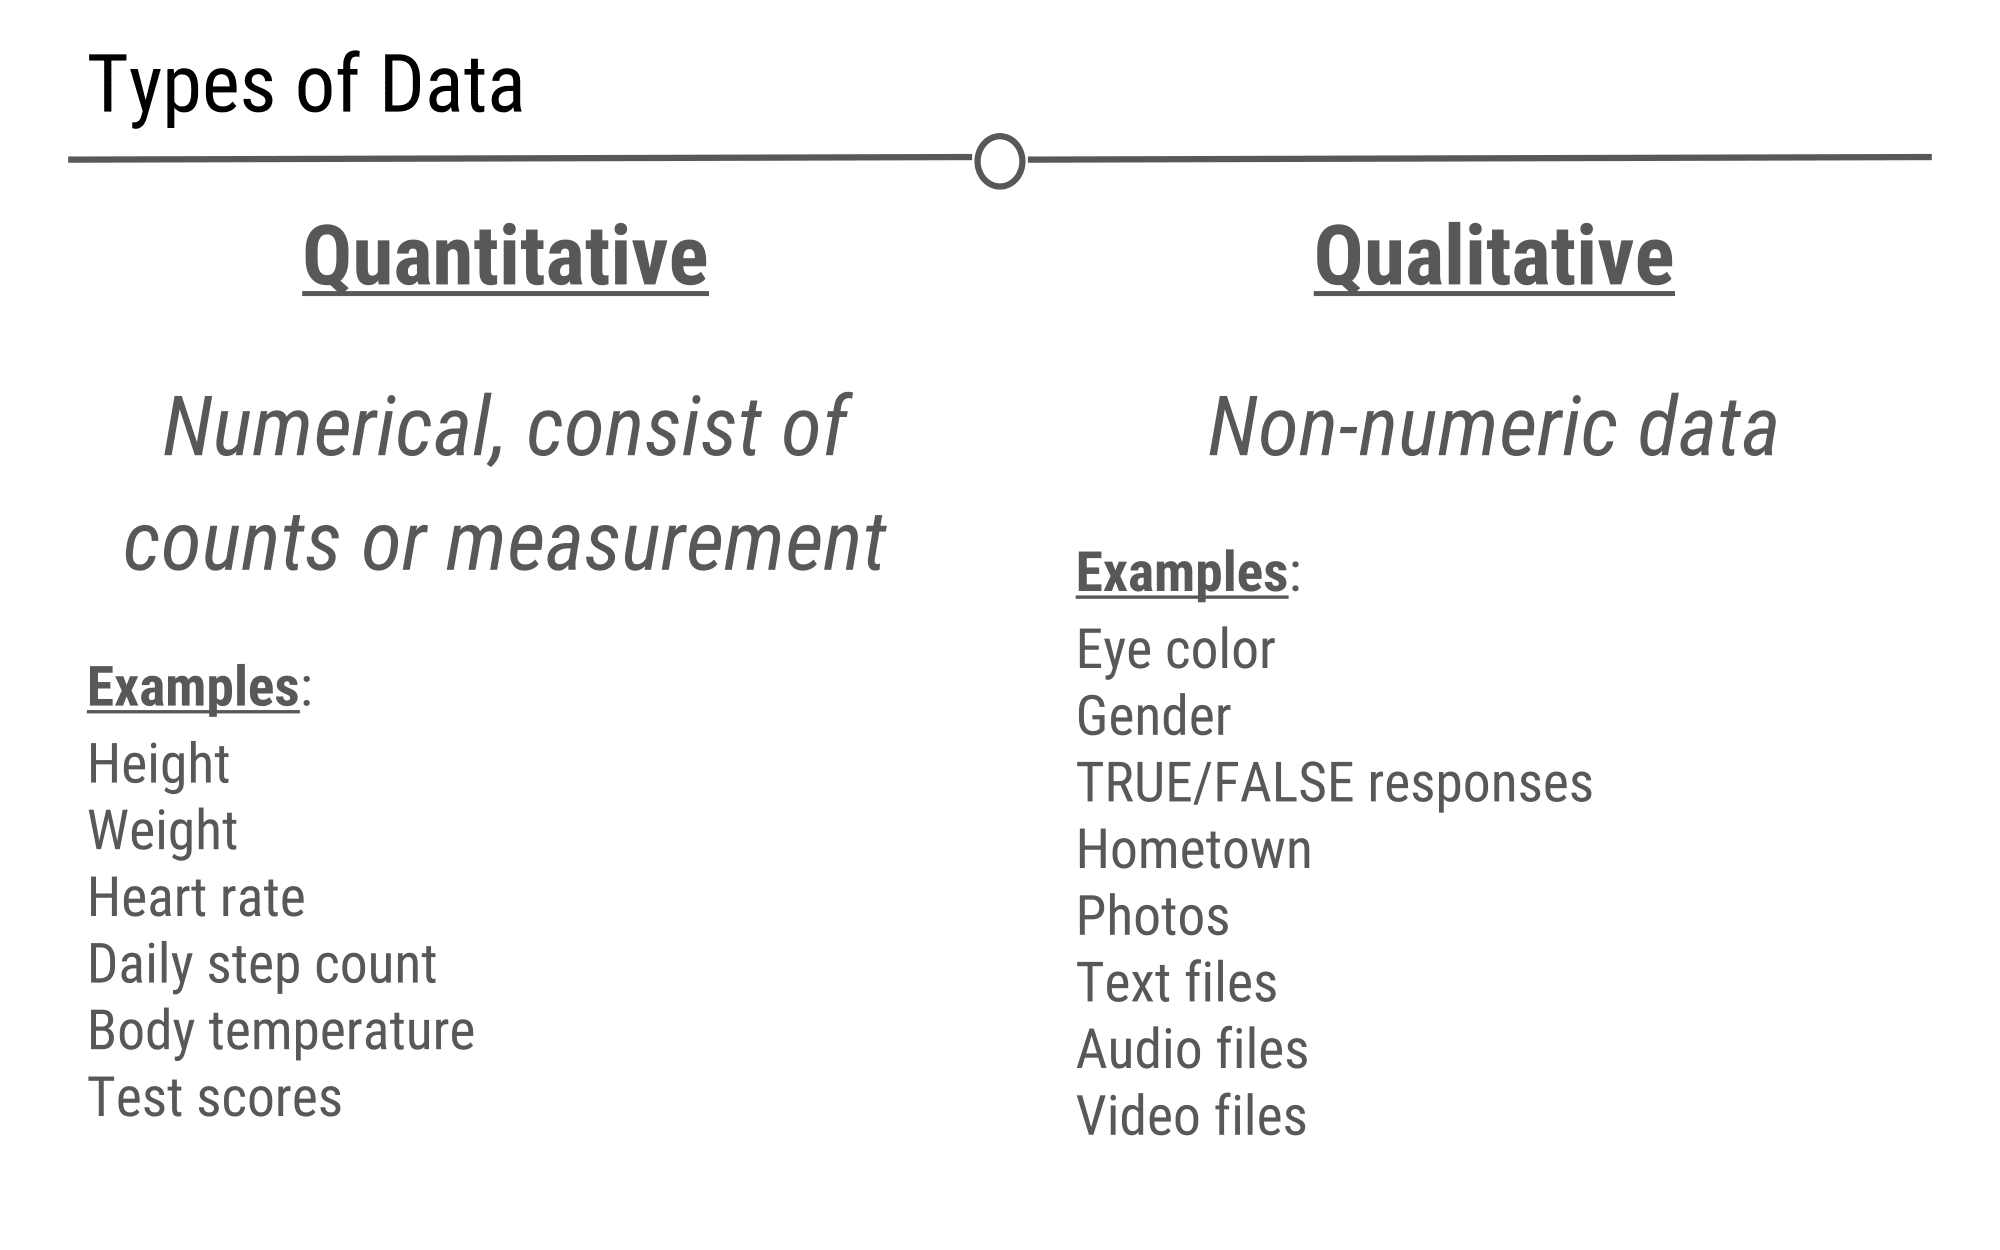 Types of Data
Quantitative
Numerical, consist of
counts or measurement
Examples:
Height
Weight
Heart rate
Daily step count
Body temperature
Test scores
Qualitative
Non-numeric data
Examples:
Eye color
Gender
TRUE/FALSE responses
Hometown
Photos
Text files
Audio files
Video files